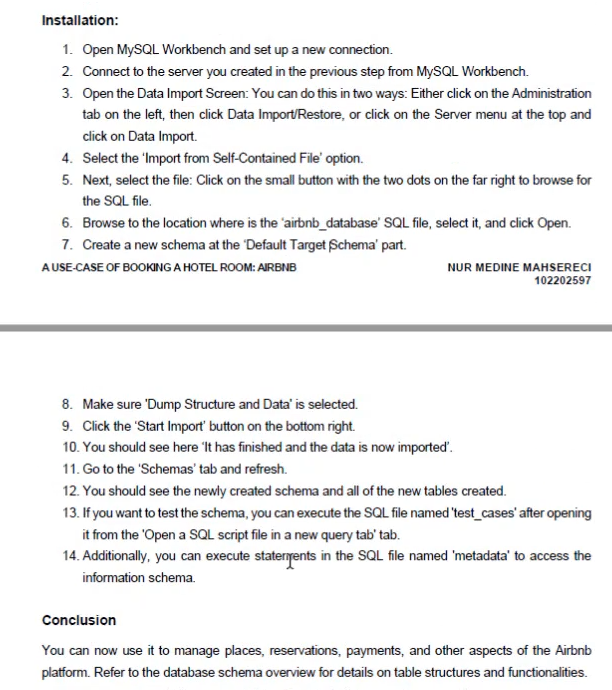 Installation:
1. Open MySQL Workbench and set up a new connection.
2. Connect to the server you created in the previous step from MySQL Workbench.
3. Open the Data Import Screen: You can do this in two ways: Either click on the Administration
tab on the left, then click Data Import/Restore, or click on the Server menu at the top and
click on Data Import.
4. Select the 'Import from Self-Contained File' option.
5. Next, select the file: Click on the small button with the two dots on the far right to browse for
the SQL file.
6. Browse to the location where is the 'airbnb_database' SQL file, select it, and click Open.
7. Create a new schema at the 'Default Target Schema' part.
A USE-CASE OF BOOKING A HOTEL ROOM: AIRBNB NUR MEDINE MAHSERECI
102202597
8. Make sure 'Dump Structure and Data' is selected.
9. Click the 'Start Import' button on the bottom right.
10. You should see here 'It has finished and the data is now imported'.
11. Go to the 'Schemas' tab and refresh.
12. You should see the newly created schema and all of the new tables created.
13. If you want to test the schema, you can execute the SQL file named 'test_cases' after opening
it from the 'Open a SQL script file in a new query tab' tab.
14. Additionally, you can execute statements in the SQL file named 'metadata' to access the
information schema.
Conclusion
You can now use it to manage places, reservations, payments, and other aspects of the Airbnb
platform. Refer to the database schema overview for details on table structures and functionalities.